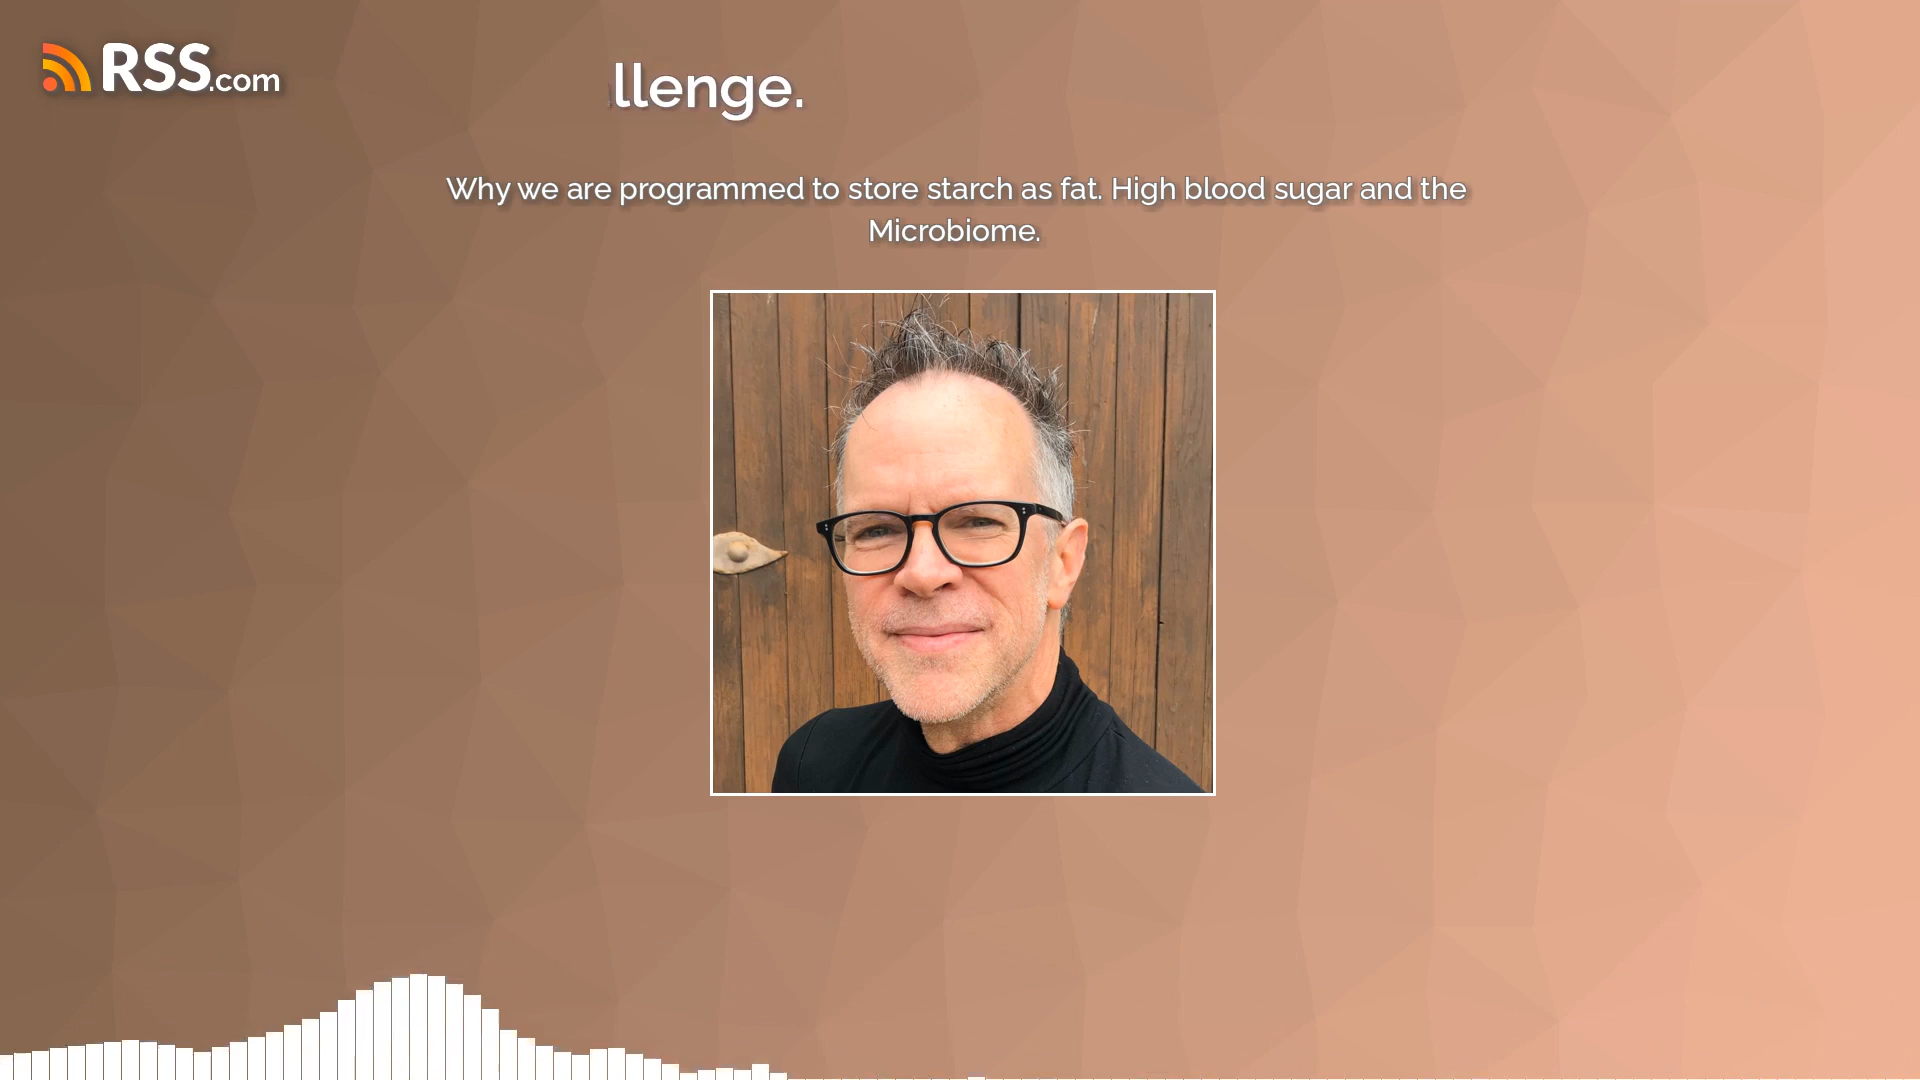 RSS.com
llenge.
Why we are programmed to store starch as fat. High blood sugar and the
Microbiome.